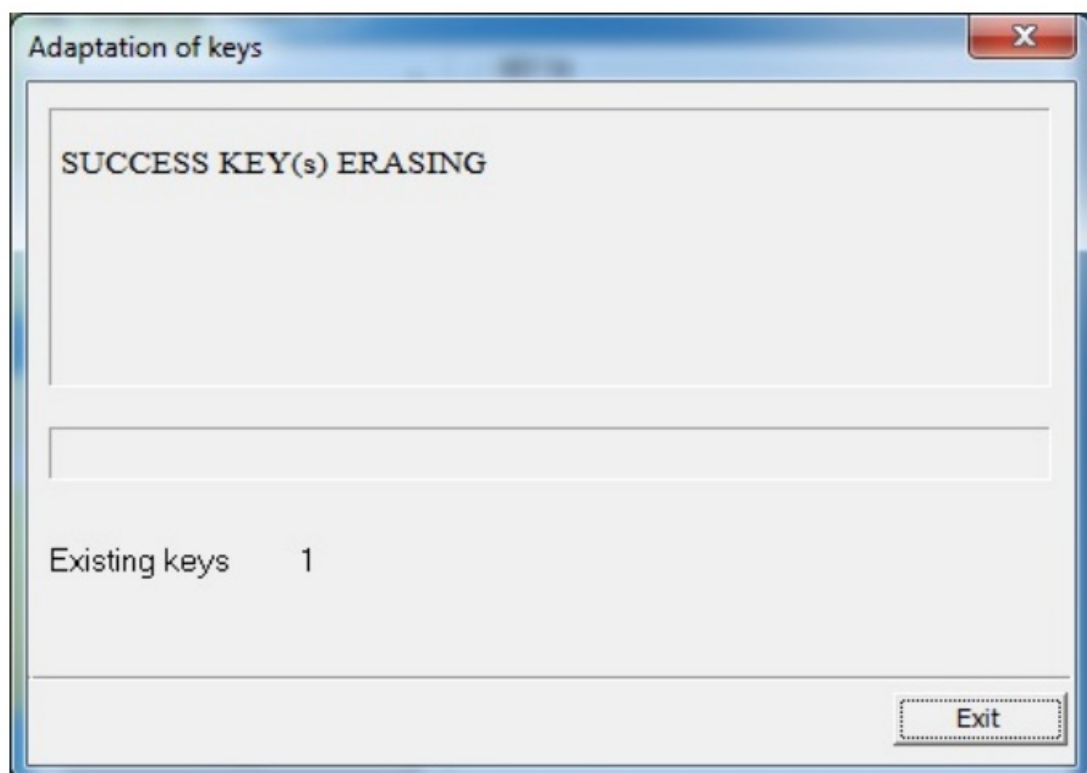 Adaptation of keys
SUCCESS KEY(s) ERASING
Existing keys 1
Exit